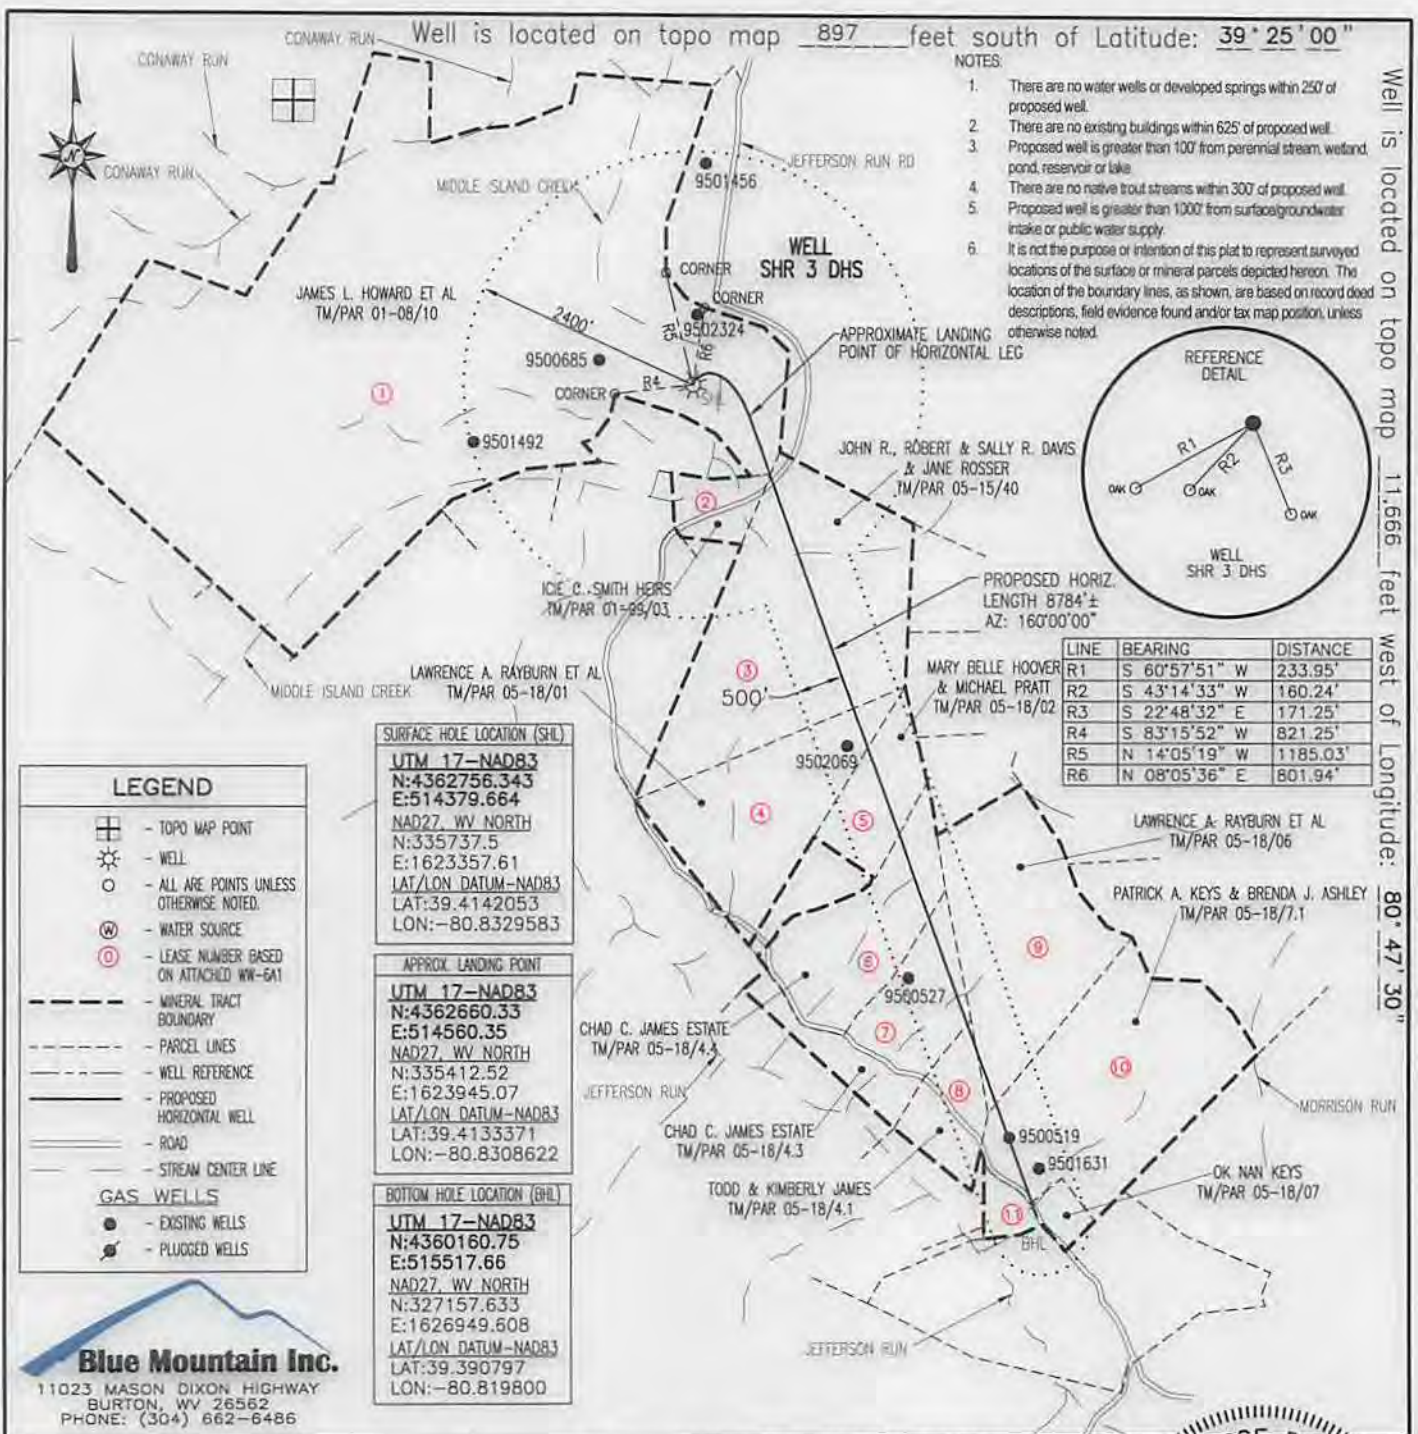 Well is located on topo map 897 feet south of Latitude: 39°25'00"
Well is located on topo map 11,666 feet west of Longitude: 80°47'30"
NOTES:
1. There are no water wells or developed springs within 250' of
proposed well.
2. There are no existing buildings within 625' of proposed well.
3. Proposed well is greater than 100' from perennial stream, wetland,
pond, reservoir or lake
4. There are no native trout streams within 300' of proposed well.
5. Proposed well is greater than 1000' from surface/groundwater
intake or public water supply.
6. It is not the purpose or intention of this plat to represent surveyed
locations of the surface or mineral parcels depicted hereon. The
location of the boundary lines, as shown, are based on record deed
descriptions, field evidence found and/or tax map position, unless
otherwise noted.
CONAWAY RUN
CONAWAY RUN
CONAWAY RUN
N
MIDDLE ISLAND CREEK
JEFFERSON RUN RD
9501456
WELL
SHR 3 DHS
CORNER
CORNER
JAMES L. HOWARD ET AL
TM/PAR 01-08/10
2400'
R5
R6
9502324
9500685
R4
CORNER
1
9501492
APPROXIMATE LANDING
POINT OF HORIZONTAL LEG
REFERENCE
DETAIL
R1
R2
R3
OAK
OAK
OAK
WELL
SHR 3 DHS
JOHN R., ROBERT & SALLY R. DAVIS
& JANE ROSSER
TM/PAR 05-15/40
2
ICIE C. SMITH HEIRS
TM/PAR 01-99/03
PROPOSED HORIZ.
LENGTH 8784'±
AZ: 160°00'00"
MIDDLE ISLAND CREEK
LAWRENCE A. RAYBURN ET AL
TM/PAR 05-18/01
3
500'
MARY BELLE HOOVER
& MICHAEL PRATT
TM/PAR 05-18/02
LINE BEARING DISTANCE
R1 S 60°57'51" W 233.95'
R2 S 43°14'33" W 160.24'
R3 S 22°48'32" E 171.25'
R4 S 83°15'52" W 821.25'
R5 N 14°05'19" W 1185.03'
R6 N 08°05'36" E 801.94'
9502069
4
5
LAWRENCE A. RAYBURN ET AL
TM/PAR 05-18/06
PATRICK A. KEYS & BRENDA J. ASHLEY
TM/PAR 05-18/7.1
9
6
9500527
7
CHAD C. JAMES ESTATE
TM/PAR 05-18/4.4
JEFFERSON RUN
8
10
CHAD C. JAMES ESTATE
TM/PAR 05-18/4.3
MORRISON RUN
9500519
9501631
TODD & KIMBERLY JAMES
TM/PAR 05-18/4.1
OK NAN KEYS
TM/PAR 05-18/07
11
BHL
JEFFERSON RUN
SURFACE HOLE LOCATION (SHL)
UTM 17-NAD83
N:4362756.343
E:514379.664
NAD27, WV NORTH
N:335737.5
E:1623357.61
LAT/LON DATUM-NAD83
LAT:39.4142053
LON:-80.8329583
APPROX. LANDING POINT
UTM 17-NAD83
N:4362660.33
E:514560.35
NAD27, WV NORTH
N:335412.52
E:1623945.07
LAT/LON DATUM-NAD83
LAT:39.4133371
LON:-80.8308622
BOTTOM HOLE LOCATION (BHL)
UTM 17-NAD83
N:4360160.75
E:515517.66
NAD27, WV NORTH
N:327157.633
E:1626949.608
LAT/LON DATUM-NAD83
LAT:39.390797
LON:-80.819800
LEGEND
- TOPO MAP POINT
- WELL
- ALL ARE POINTS UNLESS
OTHERWISE NOTED.
W - WATER SOURCE
0 - LEASE NUMBER BASED
ON ATTACHED WW-6A1
- MINERAL TRACT
BOUNDARY
- PARCEL LINES
- WELL REFERENCE
- PROPOSED
HORIZONTAL WELL
- ROAD
- STREAM CENTER LINE
GAS WELLS
- EXISTING WELLS
- PLUGGED WELLS
Blue Mountain Inc.
11023 MASON DIXON HIGHWAY
BURTON, WV 26562
PHONE: (304) 662-6486